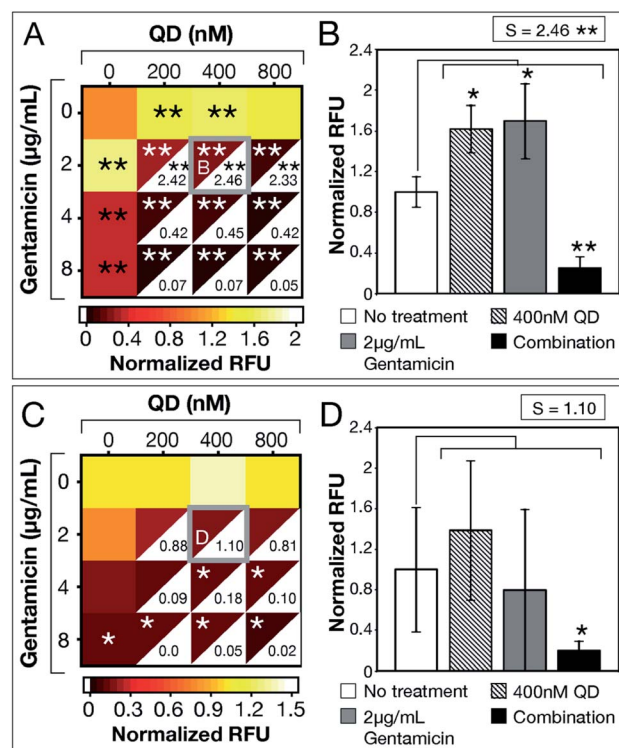 A
QD (nM)
0 200 400 800
Gentamicin (µg/mL)
0 ** **
2 ** ** ** 2.42 B ** ** 2.46 ** ** 2.33
4 ** ** 0.42 ** 0.45 ** 0.42
8 ** ** 0.07 ** 0.07 ** 0.05
0 0.4 0.8 1.2 1.6 2
Normalized RFU
B
S = 2.46 **
Normalized RFU
2.4
2.0
1.6
1.2
0.8
0.4
0
* * **
No treatment 400nM QD
2µg/mL Combination
Gentamicin
C
QD (nM)
0 200 400 800
Gentamicin (µg/mL)
0
2 0.88 D 1.10 0.81
4 0.09 * 0.18 * 0.10
8 * * 0.0 * 0.05 * 0.02
0 0.3 0.6 0.9 1.2 1.5
Normalized RFU
D
S = 1.10
Normalized RFU
2.4
2.0
1.6
1.2
0.8
0.4
0
*
No treatment 400nM QD
2µg/mL Combination
Gentamicin